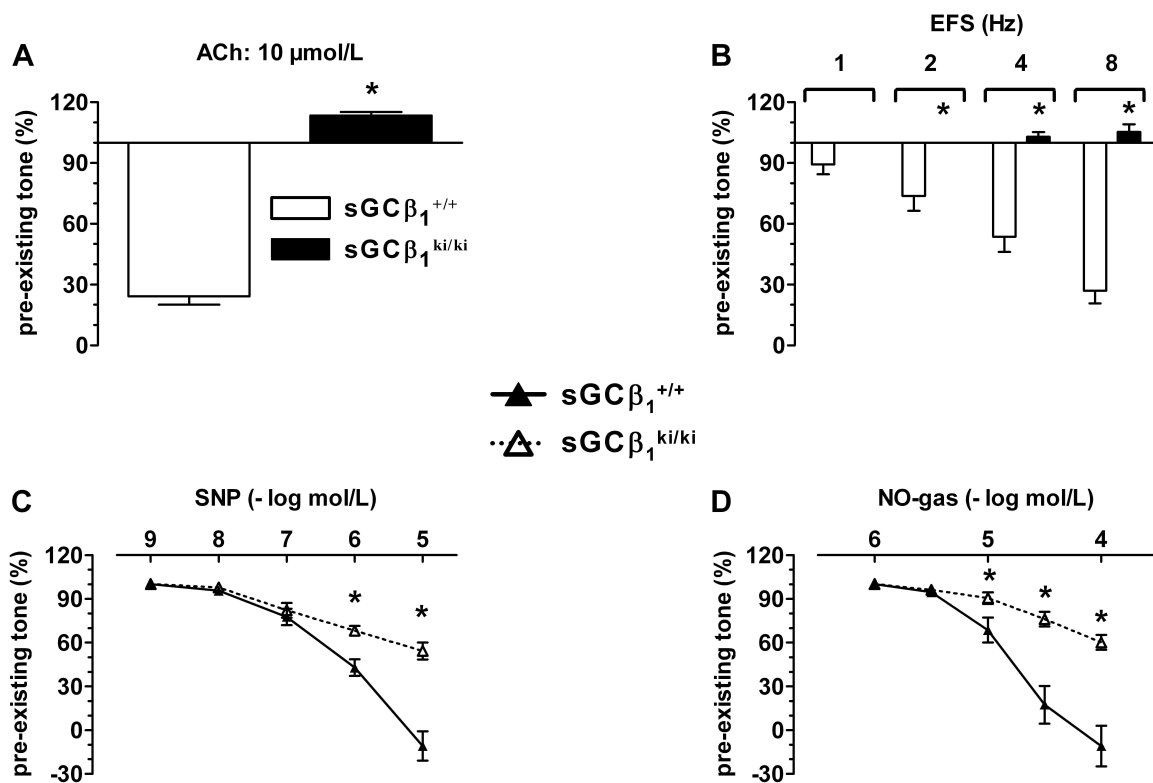 A
ACh: 10 µmol/L
*
120
90
60
30
0
pre-existing tone (%)
sGCβ₁⁺/⁺
sGCβ₁ᵏⁱ/ᵏⁱ
B
EFS (Hz)
1 2 4 8
* * *
120
90
60
30
0
pre-existing tone (%)
sGCβ₁⁺/⁺
sGCβ₁ᵏⁱ/ᵏⁱ
C
SNP (- log mol/L)
9 8 7 6 5
120
90
60
30
0
-30
pre-existing tone (%)
* *
D
NO-gas (- log mol/L)
6 5 4
120
90
60
30
0
-30
pre-existing tone (%)
* * *